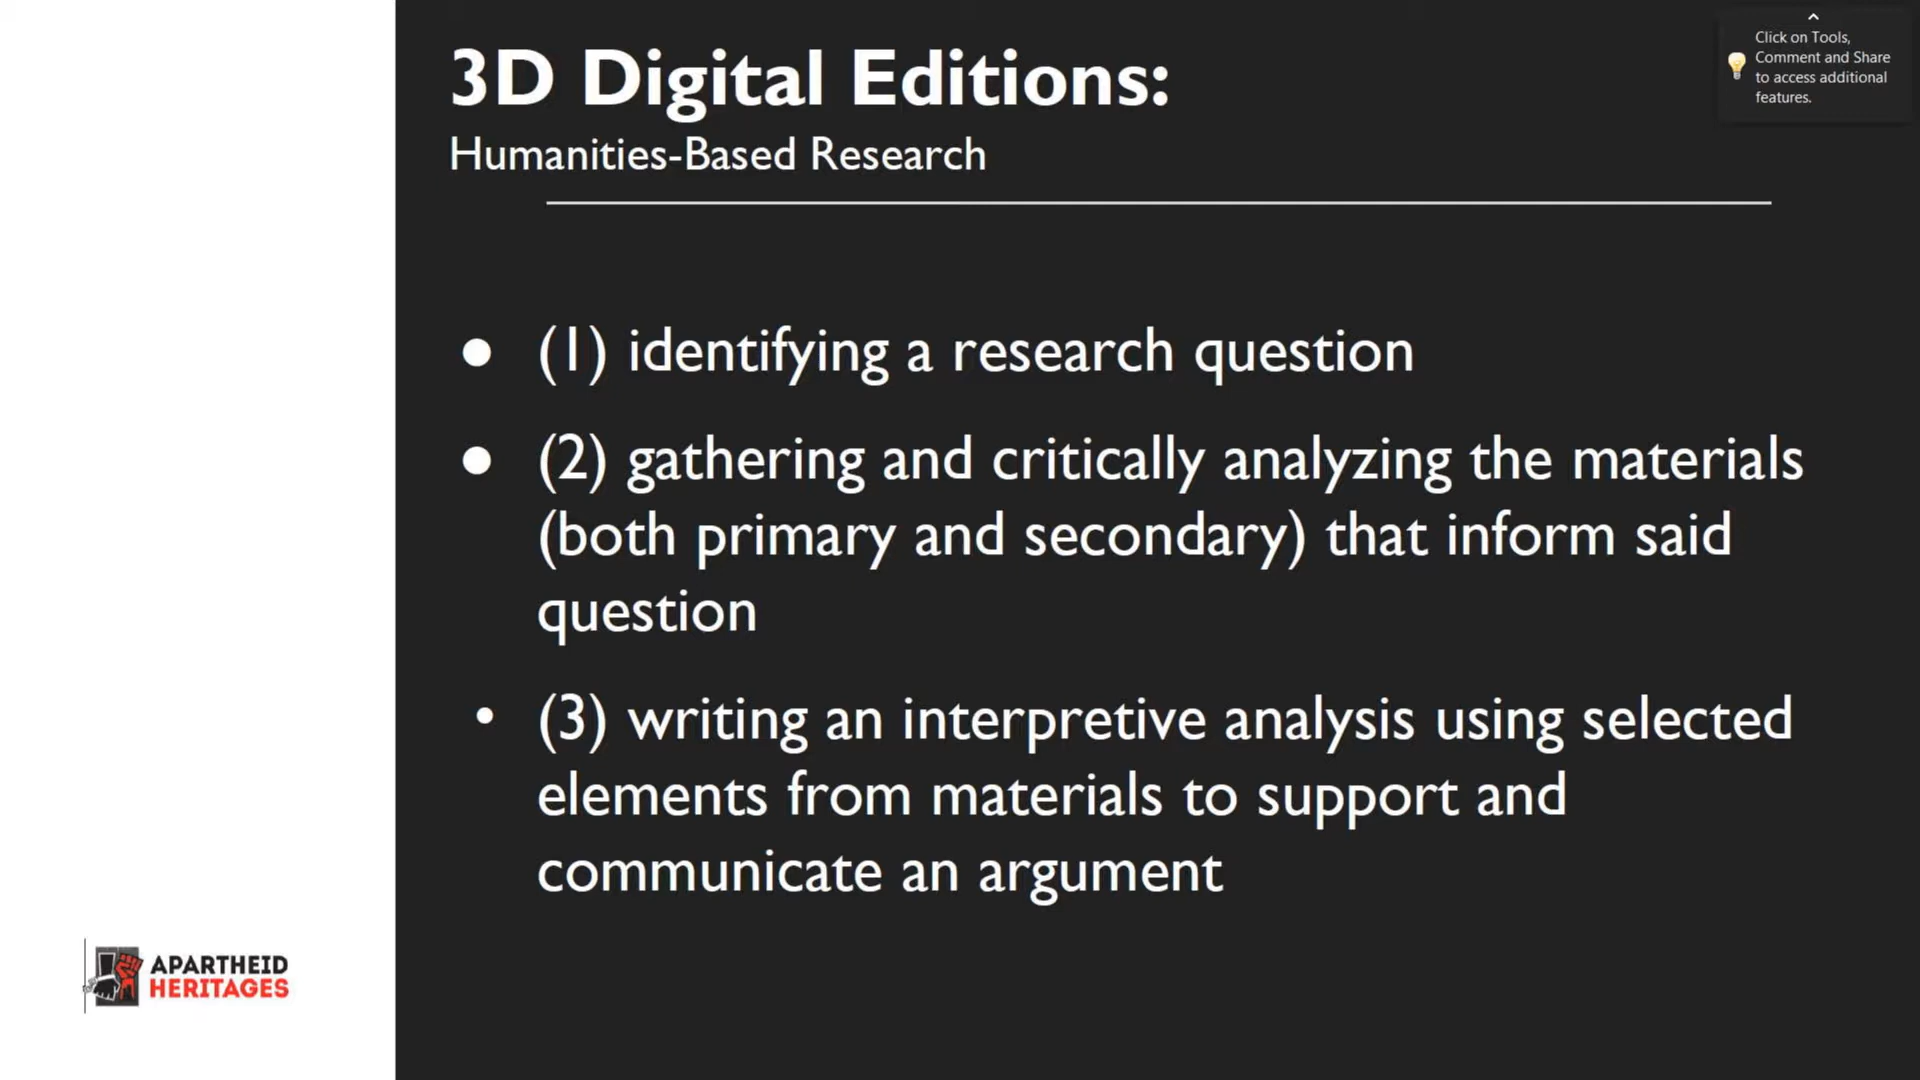 3D Digital Editions:
Humanities-Based Research
Click on Tools,
Comment and Share
to access additional
features.
● (1) identifying a research question
● (2) gathering and critically analyzing the materials
(both primary and secondary) that inform said
question
• (3) writing an interpretive analysis using selected
elements from materials to support and
communicate an argument
APARTHEID
HERITAGES